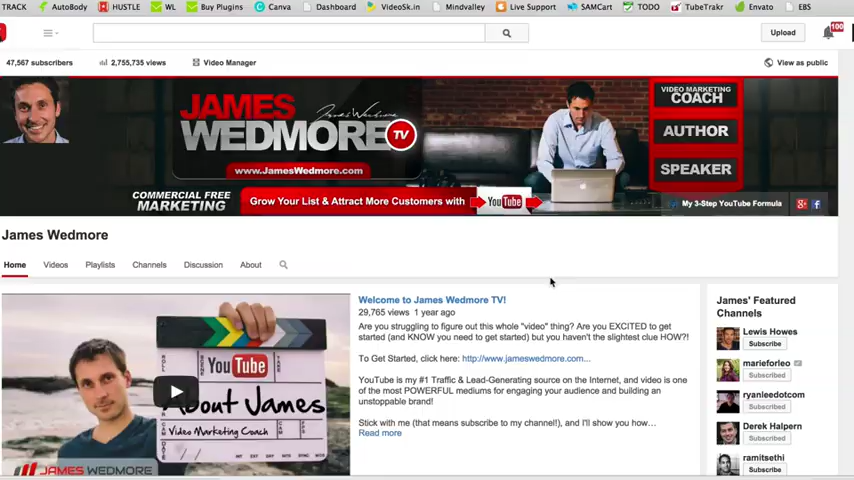 TRACK AutoBody HUSTLE WL Buy Plugins Canva Dashboard VideoSk.in Mindvalley Live Support SAMCart TODO TubeTrakr Envato EBS
Upload 100
47,567 subscribers 2,755,735 views Video Manager View as public
JAMES
WEDMORE TV
James Wedmore
www.JamesWedmore.com
VIDEO MARKETING
COACH
AUTHOR
SPEAKER
COMMERCIAL FREE
MARKETING
Grow Your List & Attract More Customers with YouTube
My 3-Step YouTube Formula
James Wedmore
Home Videos Playlists Channels Discussion About
YouTube
About James
Video Marketing Coach
JAMES WEDMORE
Welcome to James Wedmore TV!
29,765 views 1 year ago
Are you struggling to figure out this whole "video" thing? Are you EXCITED to get
started (and KNOW you need to get started) but you haven't the slightest clue HOW?!
To Get Started, click here: http://www.jameswedmore.com...
YouTube is my #1 Traffic & Lead-Generating source on the Internet, and video is one
of the most POWERFUL mediums for engaging your audience and building an
unstoppable brand!
Stick with me (that means subscribe to my channel!), and I'll show you how…
Read more
James' Featured
Channels
Lewis Howes
Subscribe
marieforleo
Subscribed
ryanleedotcom
Subscribed
Derek Halpern
Subscribed
ramitsethi
Subscribe